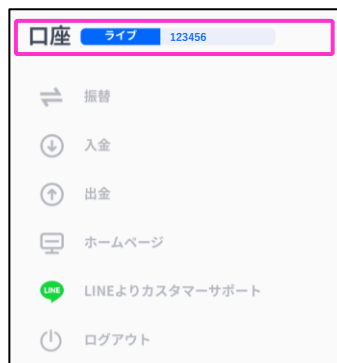 口座 ライブ 123456
振替
入金
出金
ホームページ
LINE LINEよりカスタマーサポート
ログアウト